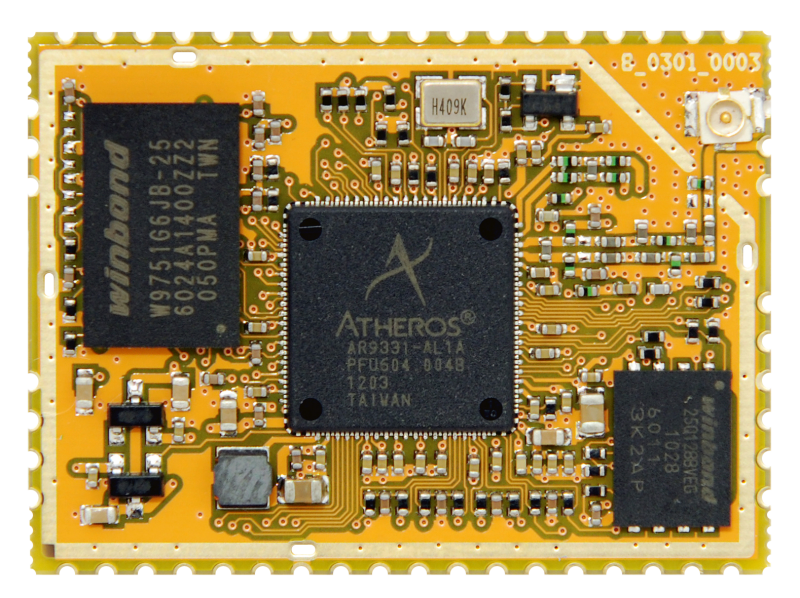 B_0301_0003
H409K
winbond
W9751G6JB-25
6024A1400ZZ2
050PMA TWN
ATHEROS®
AR9331-AL1A
PFU604.004B
1203
TAIWAN
winbond
25Q128BVEG
1028
6011
3K2AP